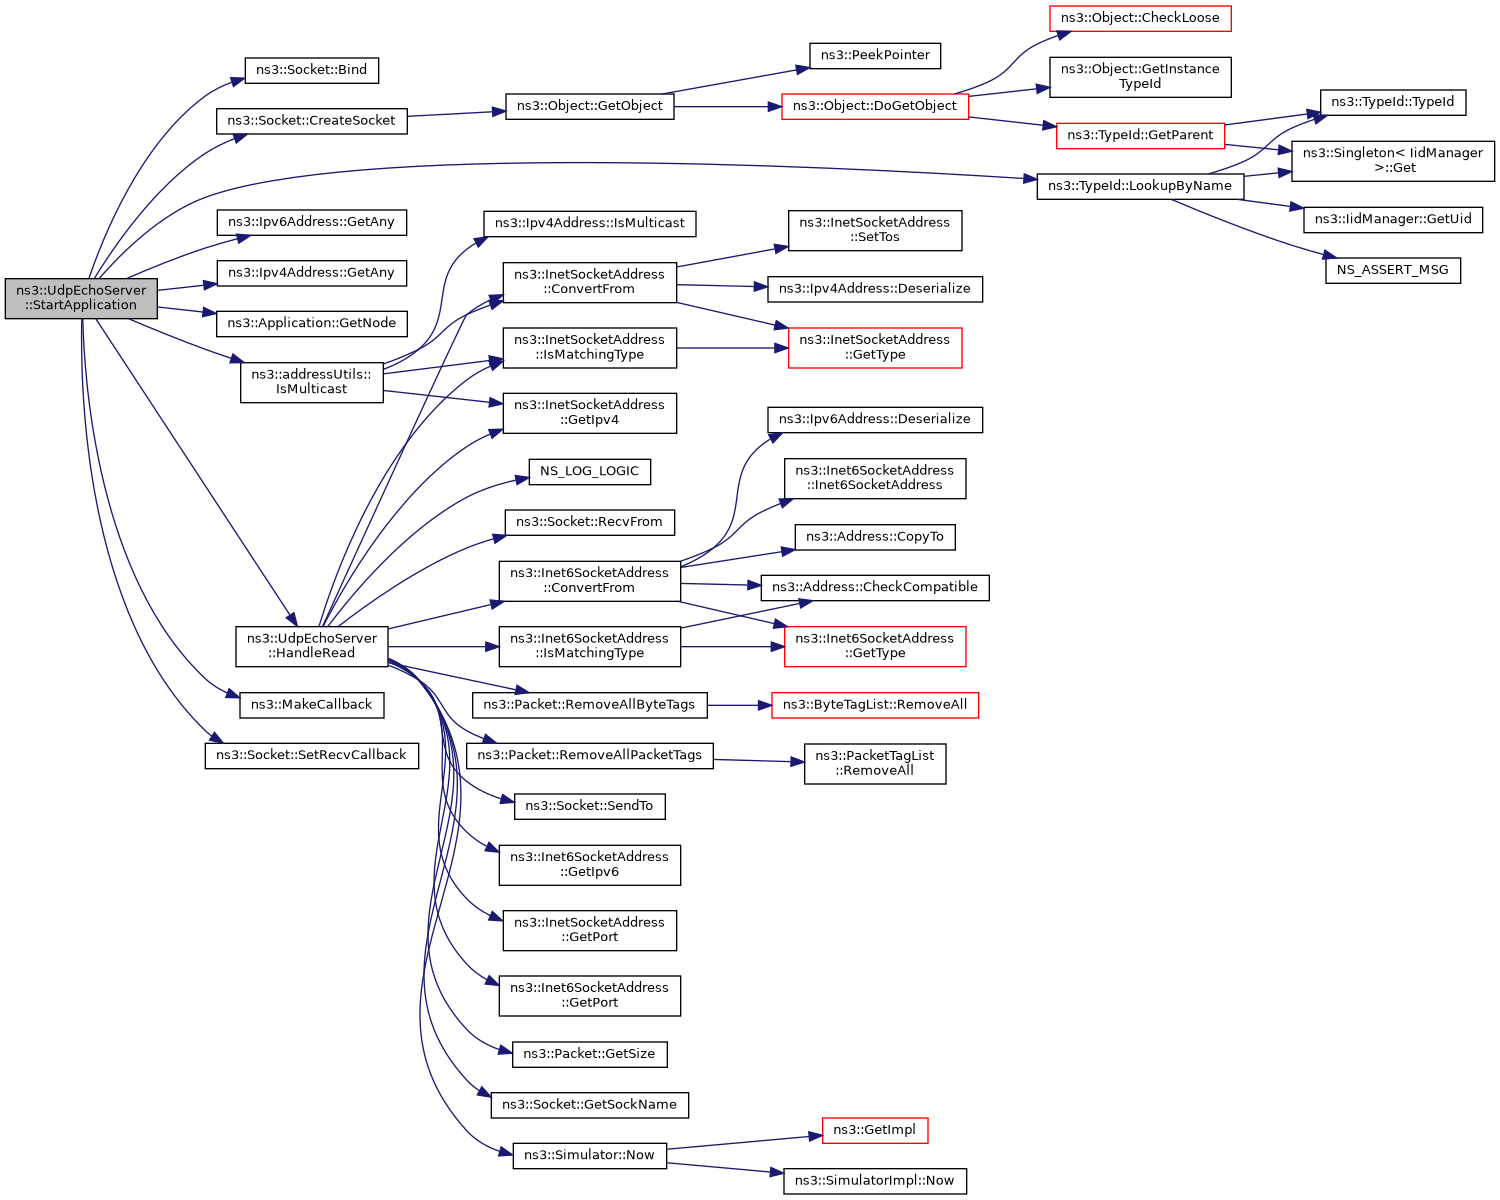 ns3::UdpEchoServer
::StartApplication
ns3::Socket::Bind
ns3::Socket::CreateSocket
ns3::Ipv6Address::GetAny
ns3::Ipv4Address::GetAny
ns3::Application::GetNode
ns3::addressUtils::
IsMulticast
ns3::UdpEchoServer
::HandleRead
ns3::MakeCallback
ns3::Socket::SetRecvCallback
ns3::Object::GetObject
ns3::Ipv4Address::IsMulticast
ns3::InetSocketAddress
::ConvertFrom
ns3::InetSocketAddress
::IsMatchingType
ns3::InetSocketAddress
::GetIpv4
NS_LOG_LOGIC
ns3::Socket::RecvFrom
ns3::Inet6SocketAddress
::ConvertFrom
ns3::Inet6SocketAddress
::IsMatchingType
ns3::Packet::RemoveAllByteTags
ns3::Packet::RemoveAllPacketTags
ns3::Socket::SendTo
ns3::Inet6SocketAddress
::GetIpv6
ns3::InetSocketAddress
::GetPort
ns3::Inet6SocketAddress
::GetPort
ns3::Packet::GetSize
ns3::Socket::GetSockName
ns3::Simulator::Now
ns3::PeekPointer
ns3::Object::DoGetObject
ns3::InetSocketAddress
::SetTos
ns3::Ipv4Address::Deserialize
ns3::InetSocketAddress
::GetType
ns3::Ipv6Address::Deserialize
ns3::Inet6SocketAddress
::Inet6SocketAddress
ns3::Address::CopyTo
ns3::Address::CheckCompatible
ns3::Inet6SocketAddress
::GetType
ns3::ByteTagList::RemoveAll
ns3::PacketTagList
::RemoveAll
ns3::GetImpl
ns3::SimulatorImpl::Now
ns3::Object::CheckLoose
ns3::Object::GetInstance
TypeId
ns3::TypeId::GetParent
ns3::TypeId::LookupByName
ns3::TypeId::TypeId
ns3::Singleton< IidManager
>::Get
ns3::IidManager::GetUid
NS_ASSERT_MSG